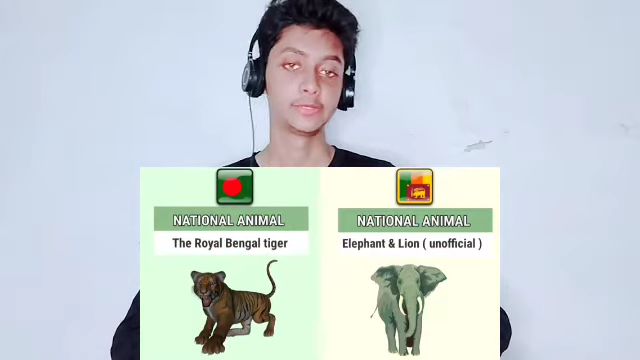 NATIONAL ANIMAL
The Royal Bengal tiger
NATIONAL ANIMAL
Elephant & Lion ( unofficial )